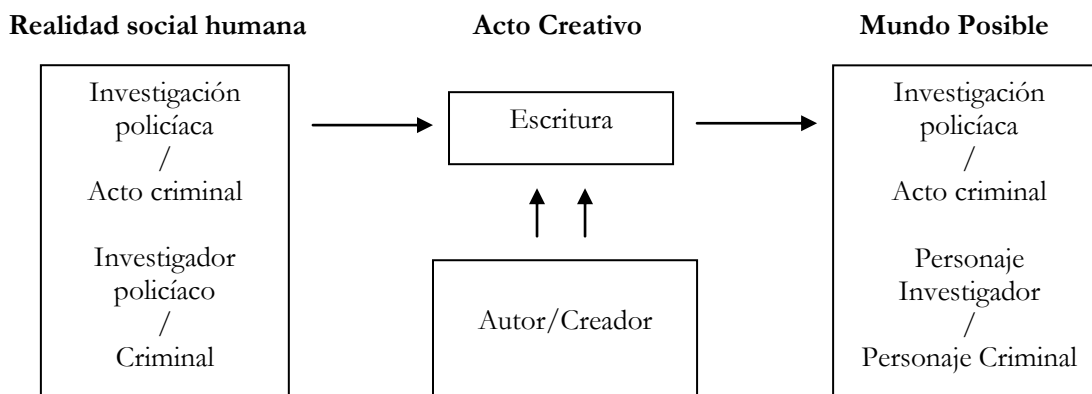 Realidad social humana
Acto Creativo
Mundo Posible
Investigación
policíaca
/
Acto criminal
Investigador
policíaco
/
Criminal
Escritura
Autor/Creador
Investigación
policíaca
/
Acto criminal
Personaje
Investigador
/
Personaje Criminal